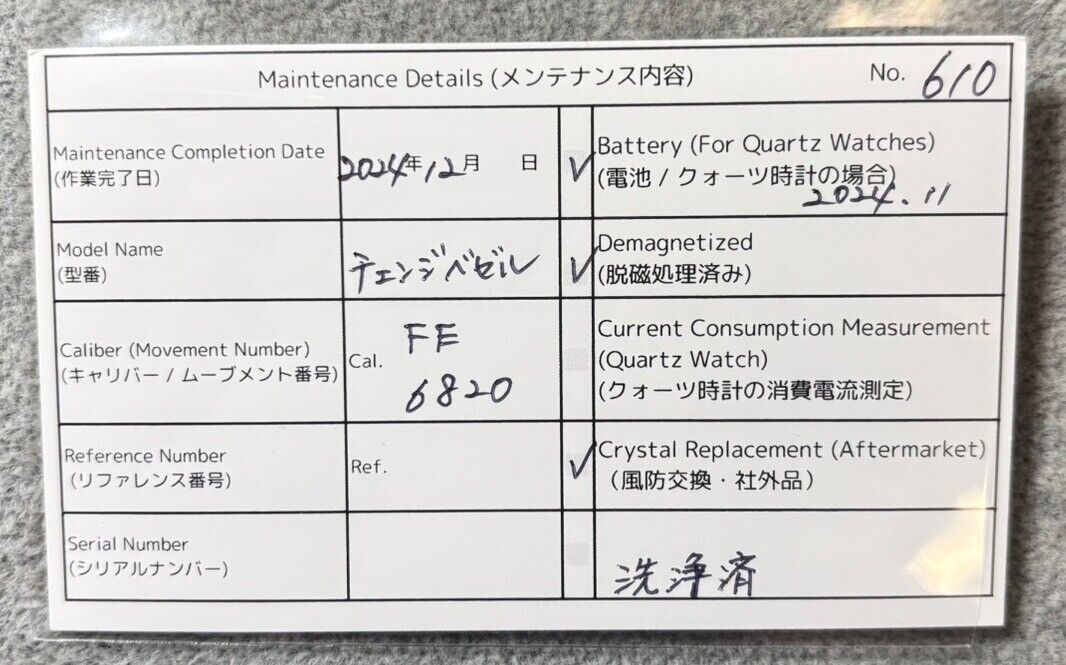 Maintenance Details (メンテナンス内容)
No. 610
Maintenance Completion Date
(作業完了日)
2024年12月 日
✓
Battery (For Quartz Watches)
(電池 / クォーツ時計の場合)
2024.11
Model Name
(型番)
チェンジベゼル
✓
Demagnetized
(脱磁処理済み)
Caliber (Movement Number)
(キャリバー / ムーブメント番号)
Cal.
FE
6820
Current Consumption Measurement
(Quartz Watch)
(クォーツ時計の消費電流測定)
Reference Number
(リファレンス番号)
Ref.
✓
Crystal Replacement (Aftermarket)
(風防交換・社外品)
Serial Number
(シリアルナンバー)
洗浄済